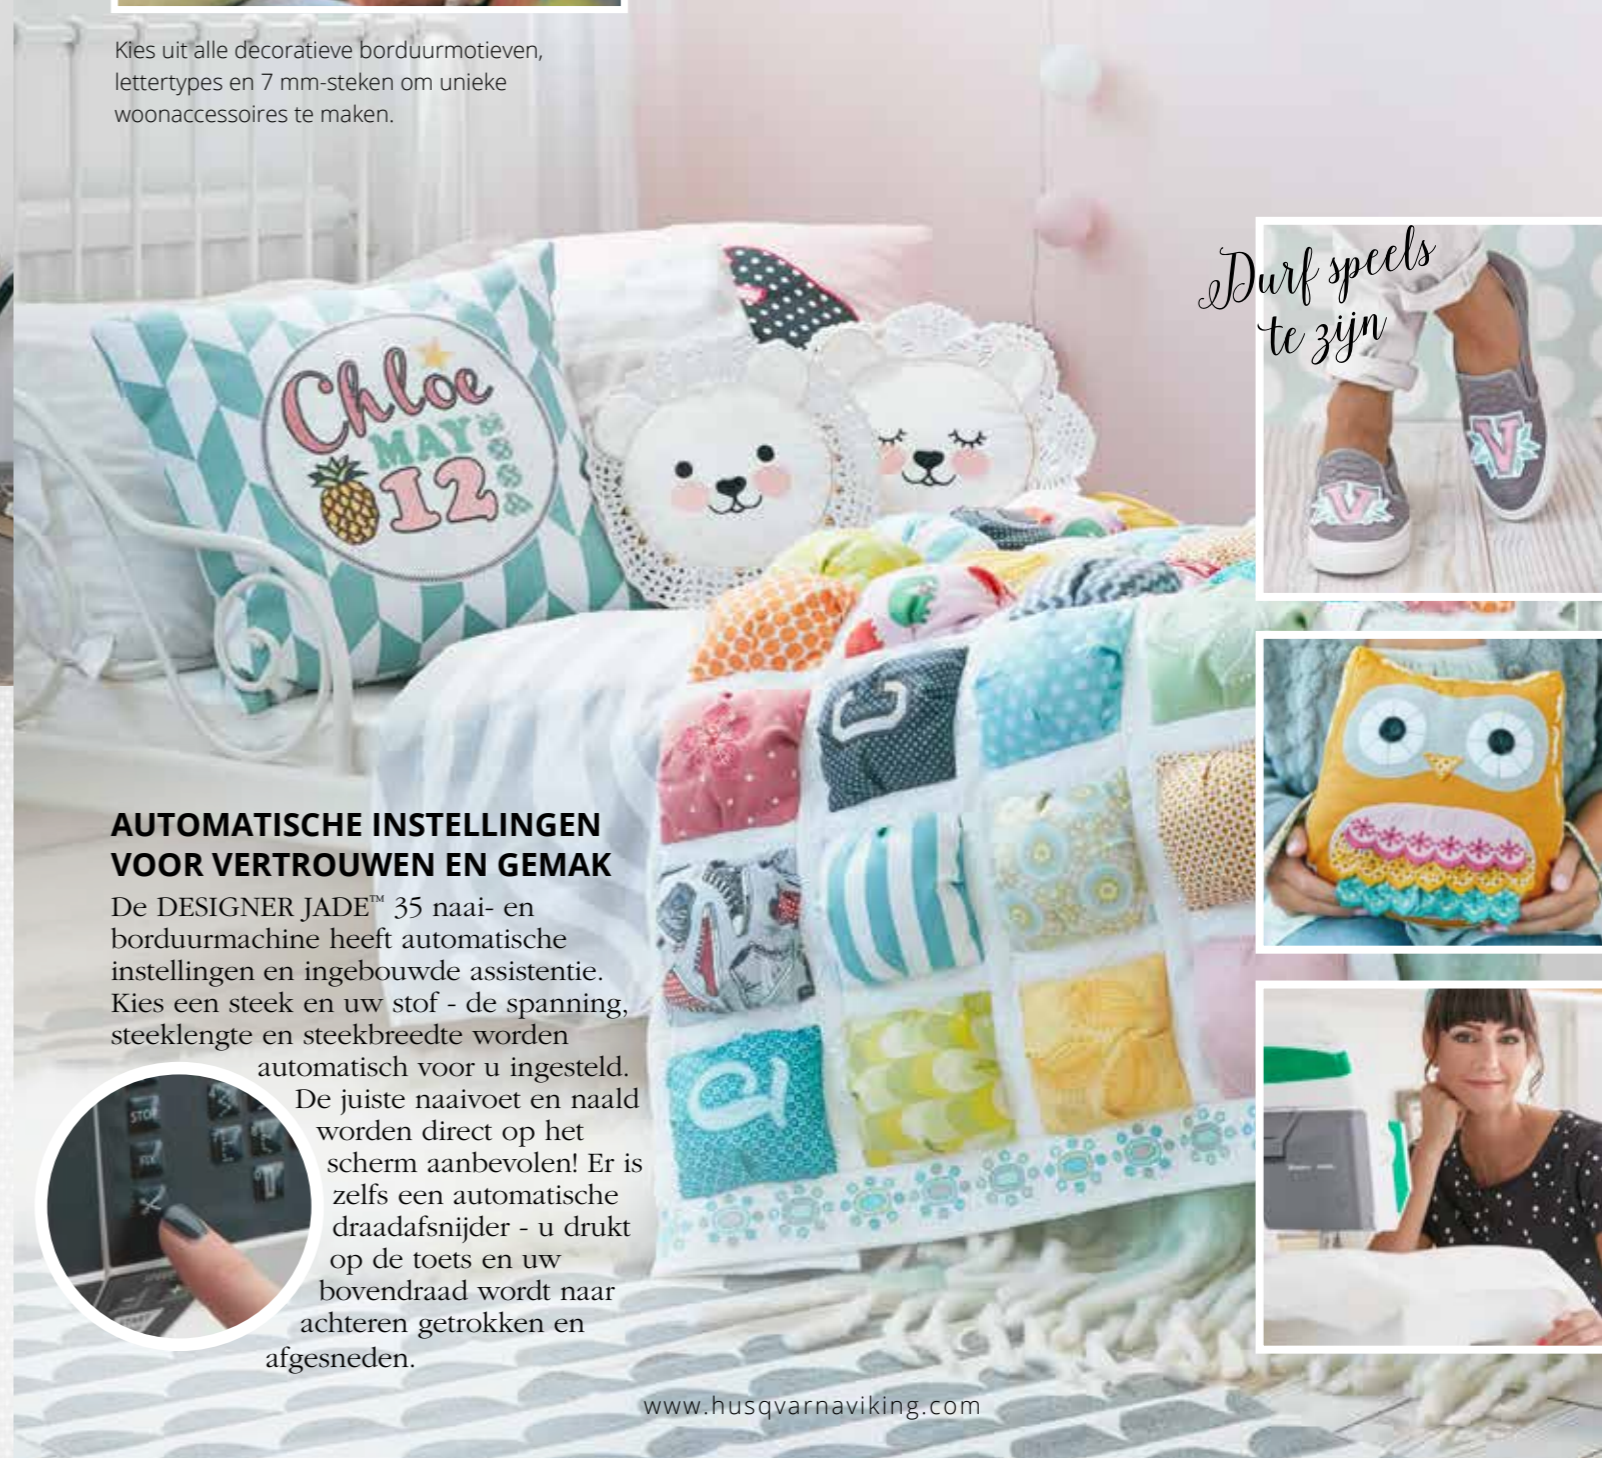 Kies uit alle decoratieve borduurmotieven,
lettertypes en 7 mm-steken om unieke
woonaccessoires te maken.
Durf speels
te zijn
Chloe
MAY
12
V
V
AUTOMATISCHE INSTELLINGEN
VOOR VERTROUWEN EN GEMAK
De DESIGNER JADE™ 35 naai- en
borduurmachine heeft automatische
instellingen en ingebouwde assistentie.
Kies een steek en uw stof - de spanning,
steeklengte en steekbreedte worden
automatisch voor u ingesteld.
De juiste naaivoet en naald
worden direct op het
scherm aanbevolen! Er is
zelfs een automatische
draadafsnijder - u drukt
op de toets en uw
bovendraad wordt naar
achteren getrokken en
afgesneden.
STOP
FIX
www.husqvarnaviking.com